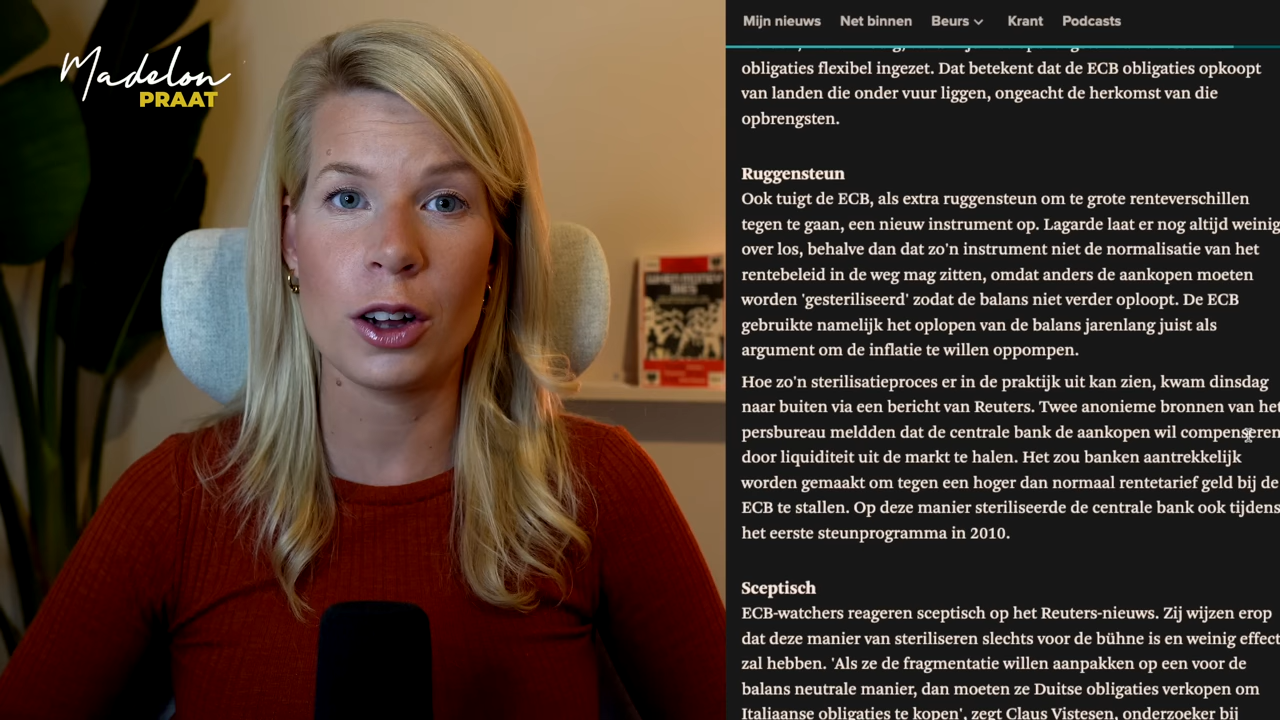 Madelon
PRAAT
Mijn nieuws Net binnen Beurs Krant Podcasts
obligaties flexibel ingezet. Dat betekent dat de ECB obligaties opkoopt
van landen die onder vuur liggen, ongeacht de herkomst van die
opbrengsten.
Ruggensteun
Ook tuigt de ECB, als extra ruggensteun om te grote renteverschillen
tegen te gaan, een nieuw instrument op. Lagarde laat er nog altijd weinig
over los, behalve dan dat zo'n instrument niet de normalisatie van het
rentebeleid in de weg mag zitten, omdat anders de aankopen moeten
worden 'gesteriliseerd' zodat de balans niet verder oploopt. De ECB
gebruikte namelijk het oplopen van de balans jarenlang juist als
argument om de inflatie te willen oppompen.
Hoe zo'n sterilisatieproces er in de praktijk uit kan zien, kwam dinsdag
naar buiten via een bericht van Reuters. Twee anonieme bronnen van het
persbureau meldden dat de centrale bank de aankopen wil compenseren
door liquiditeit uit de markt te halen. Het zou banken aantrekkelijk
worden gemaakt om tegen een hoger dan normaal rentetarief geld bij de
ECB te stallen. Op deze manier steriliseerde de centrale bank ook tijdens
het eerste steunprogramma in 2010.
Sceptisch
ECB-watchers reageren sceptisch op het Reuters-nieuws. Zij wijzen erop
dat deze manier van steriliseren slechts voor de bühne is en weinig effect
zal hebben. 'Als ze de fragmentatie willen aanpakken op een voor de
balans neutrale manier, dan moeten ze Duitse obligaties verkopen om
Italiaanse obligaties te kopen', zegt Claus Vistesen, onderzoeker bij